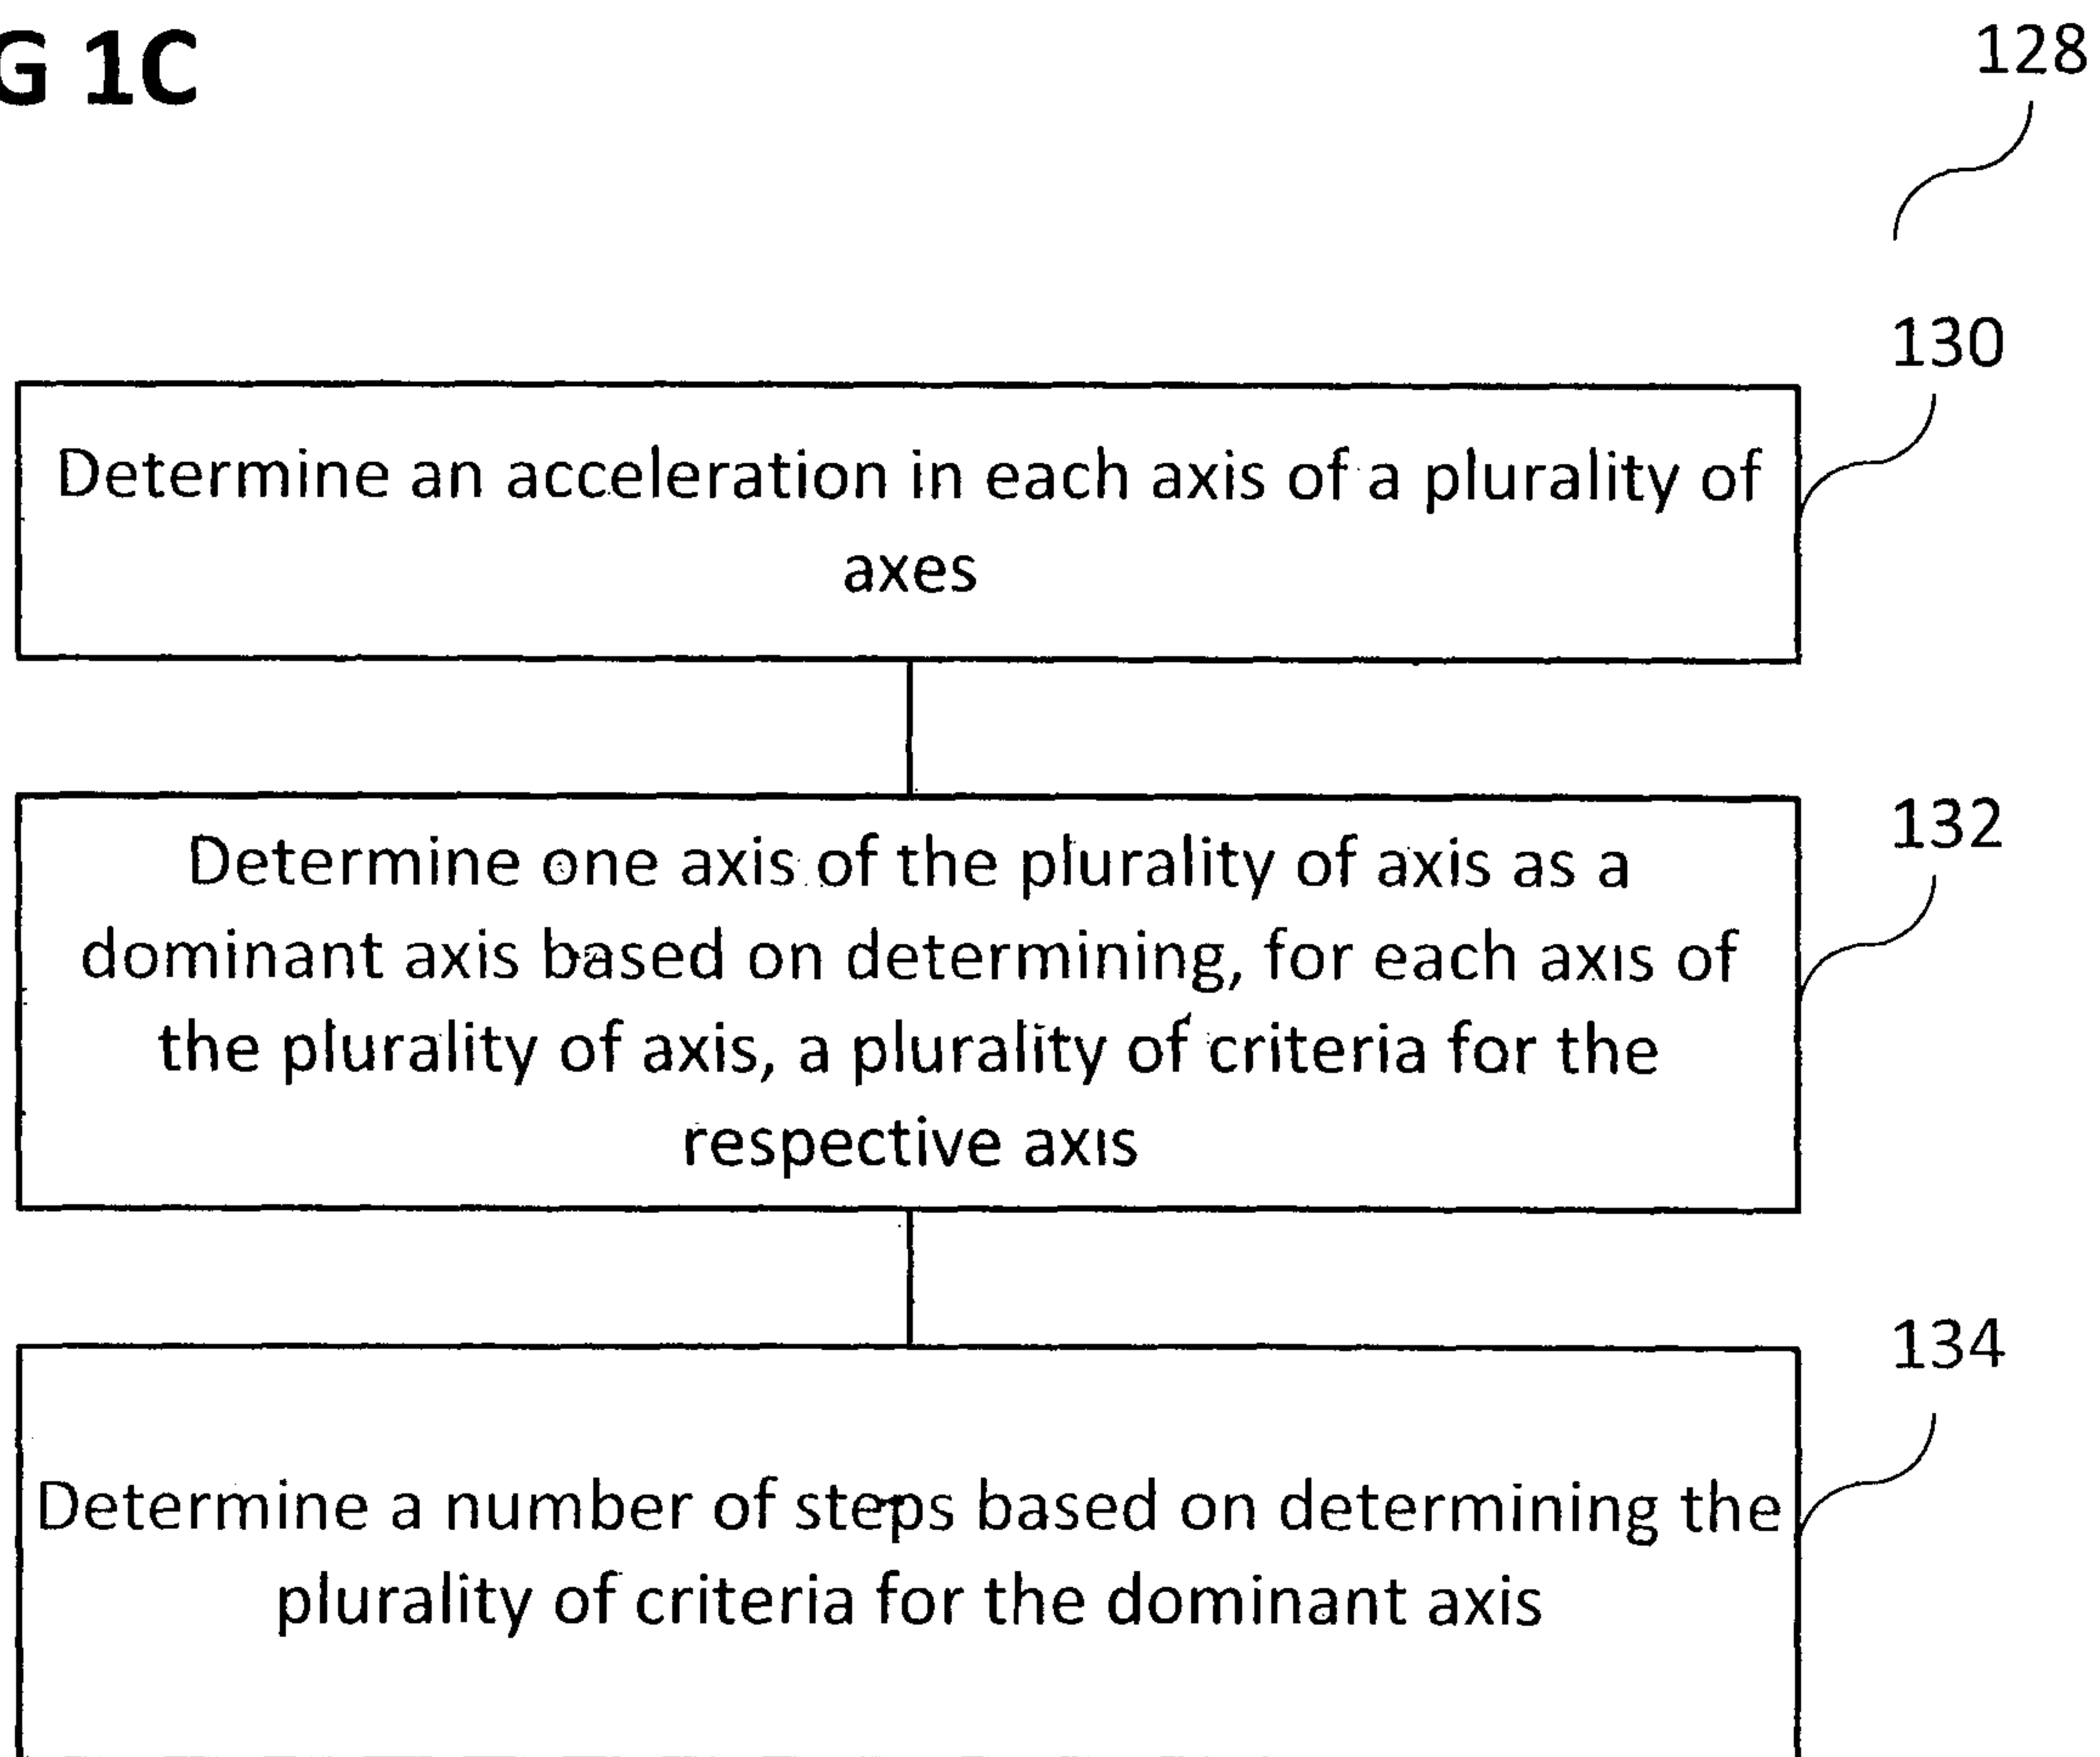 G 1C
128
130
Determine an acceleration in each axis of a plurality of
axes
132
Determine one axis of the plurality of axis as a
dominant axis based on determining, for each axis of
the plurality of axis, a plurality of criteria for the
respective axis
134
Determine a number of steps based on determining the
plurality of criteria for the dominant axis